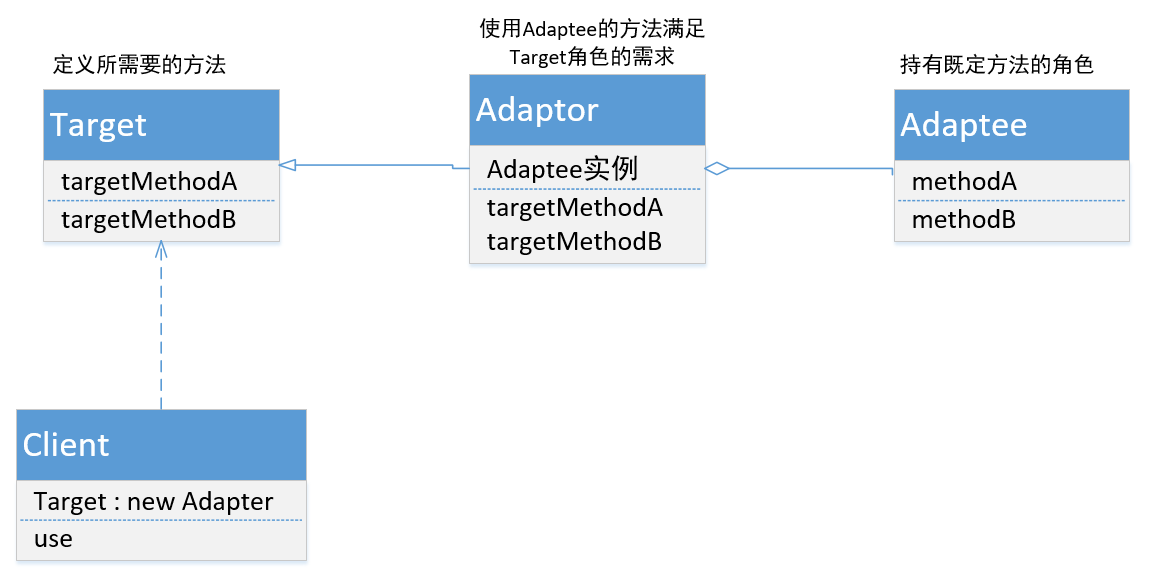 定义所需要的方法
Target
targetMethodA
targetMethodB
使用Adaptee的方法满足
Target角色的需求
Adaptor
Adaptee实例
targetMethodA
targetMethodB
持有既定方法的角色
Adaptee
methodA
methodB
Client
Target : new Adapter
use